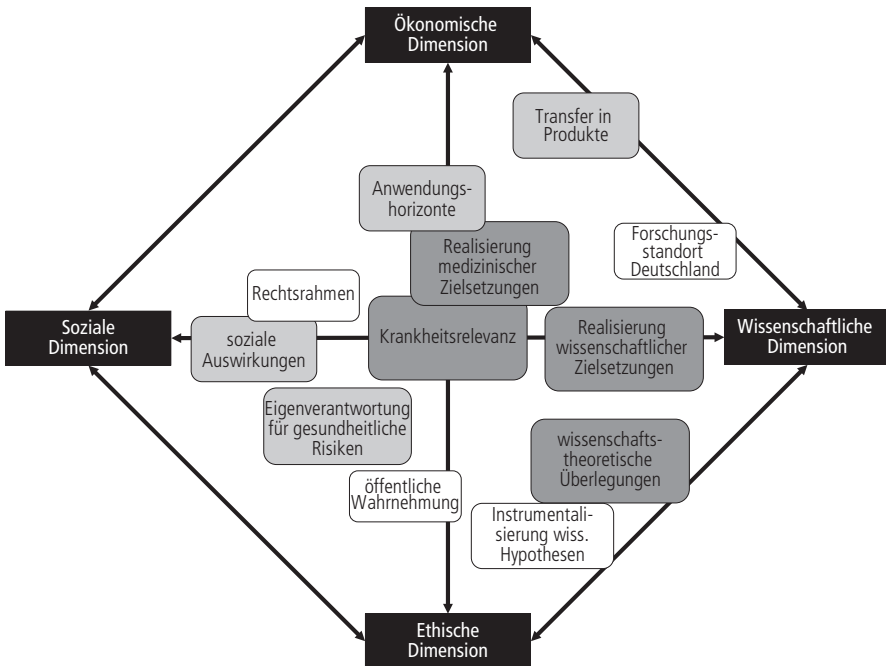 Ökonomische
Dimension
Transfer in
Produkte
Anwendungs-
horizonte
Realisierung
medizinischer
Zielsetzungen
Forschungs-
standort
Deutschland
Rechtsrahmen
Soziale
Dimension
soziale
Auswirkungen
Krankheitsrelevanz
Realisierung
wissenschaftlicher
Zielsetzungen
Wissenschaftliche
Dimension
Eigenverantwortung
für gesundheitliche
Risiken
wissenschafts-
theoretische
Überlegungen
öffentliche
Wahrnehmung
Instrumentali-
sierung wiss.
Hypothesen
Ethische
Dimension